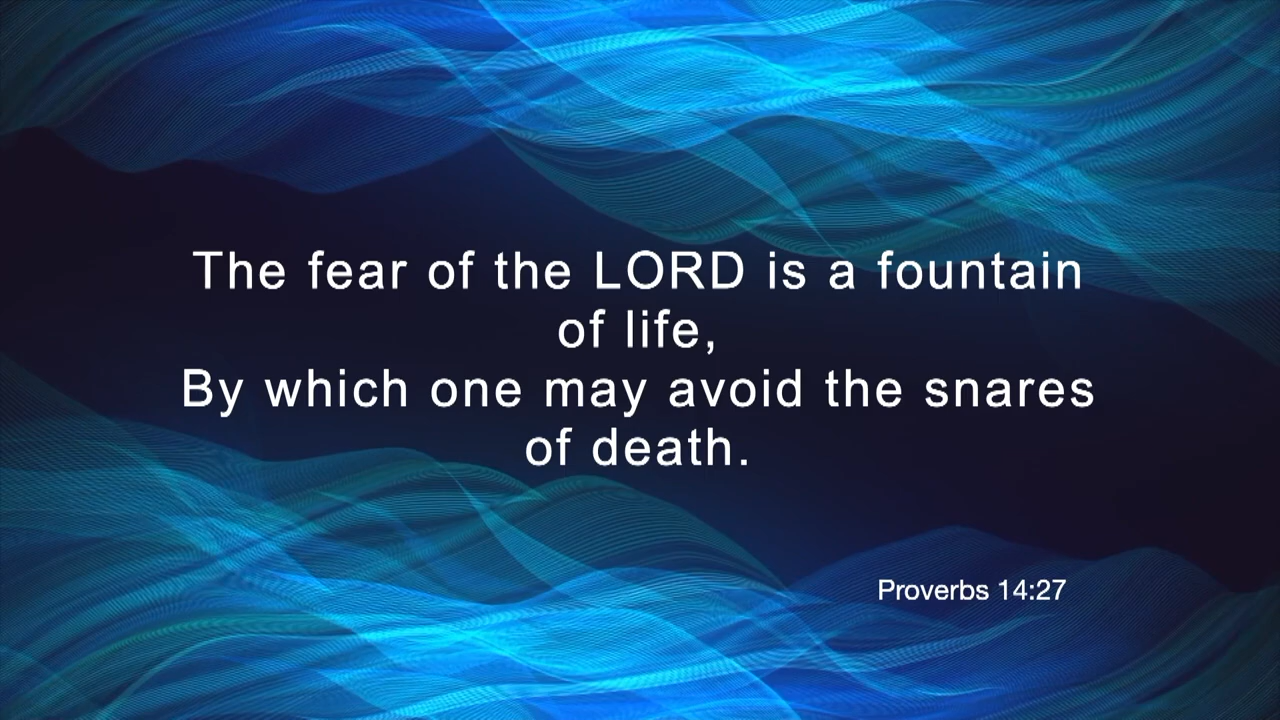 The fear of the LORD is a fountain
of life,
By which one may avoid the snares
of death.
Proverbs 14:27